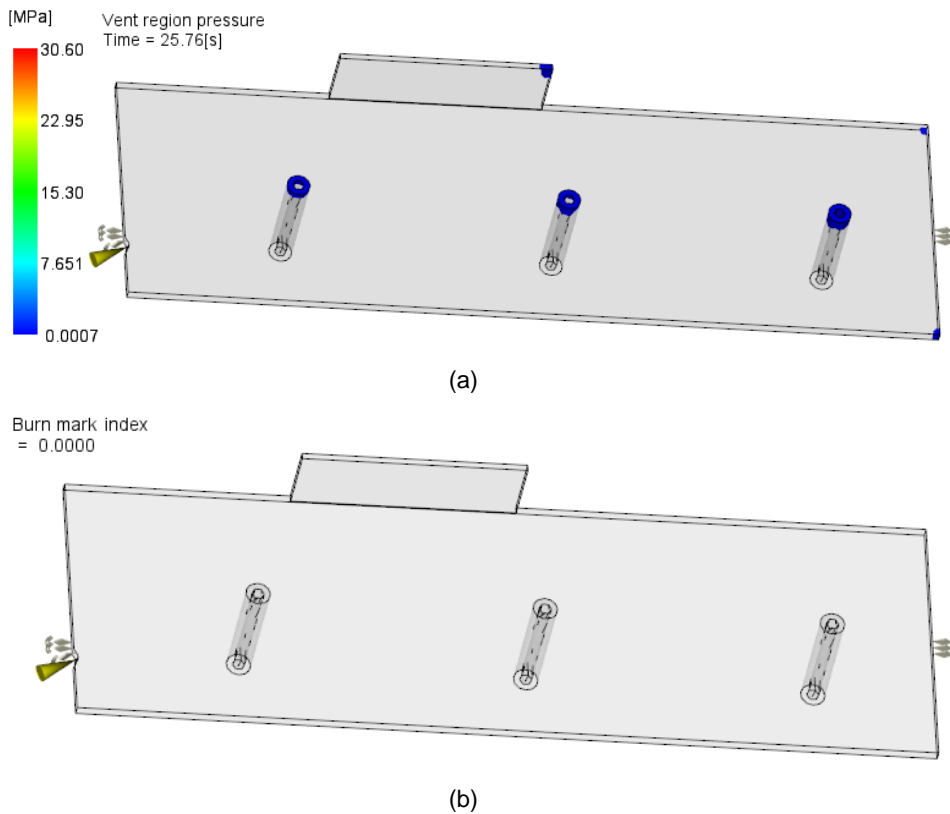 [MPa]
Vent region pressure
Time = 25.76[s]
30.60
22.95
15.30
7.651
0.0007
(a)
Burn mark index
= 0.0000
(b)